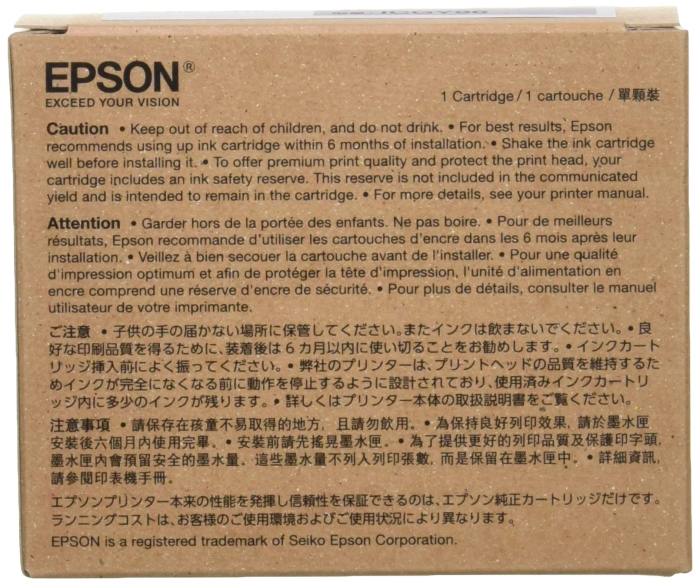 EPSON®
EXCEED YOUR VISION
1 Cartridge / 1 cartouche / 單顆裝
Caution • Keep out of reach of children, and do not drink. • For best results, Epson
recommends using up ink cartridge within 6 months of installation. • Shake the ink cartridge
well before installing it. • To offer premium print quality and protect the print head, your
cartridge includes an ink safety reserve. This reserve is not included in the communicated
yield and is intended to remain in the cartridge. • For more details, see your printer manual.
Attention • Garder hors de la portée des enfants. Ne pas boire. • Pour de meilleurs
résultats, Epson recommande d'utiliser les cartouches d'encre dans les 6 mois après leur
installation. • Veillez à bien secouer la cartouche avant de l'installer. • Pour une qualité
d'impression optimum et afin de protéger la tête d'impression, l'unité d'alimentation en
encre comprend une réserve d'encre de sécurité. • Pour plus de détails, consulter le manuel
utilisateur de votre imprimante.
ご注意 • 子供の手の届かない場所に保管してください。またインクは飲まないでください。 • 良
好な印刷品質を得るために、装着後は 6 カ月以内に使い切ることをお勧めします。 • インクカート
リッジ挿入前によく振ってください。 • 弊社のプリンターは、プリントヘッドの品質を維持するた
めインクが完全になくなる前に動作を停止するように設計されており、使用済みインクカートリ
ッジ内に多少のインクが残ります。 • 詳しくはプリンター本体の取扱説明書をご覧ください。
注意事項 • 請保存在孩童不易取得的地方，且請勿飲用。 • 為保持良好列印效果，請於墨水匣
安裝後六個月內使用完畢。 • 安裝前請先搖晃墨水匣。 • 為了提供更好的列印品質及保護印字頭，
墨水匣內會預留安全的墨水量，這些墨水量不列入列印張數，而是保留在墨水匣中。 • 詳細資訊，
請參閱印表機手冊。
エプソンプリンター本来の性能を発揮し信頼性を保証できるのは、エプソン純正カートリッジだけです。
ランニングコストは、お客様のご使用環境およびご使用状況により異なります。
EPSON is a registered trademark of Seiko Epson Corporation.